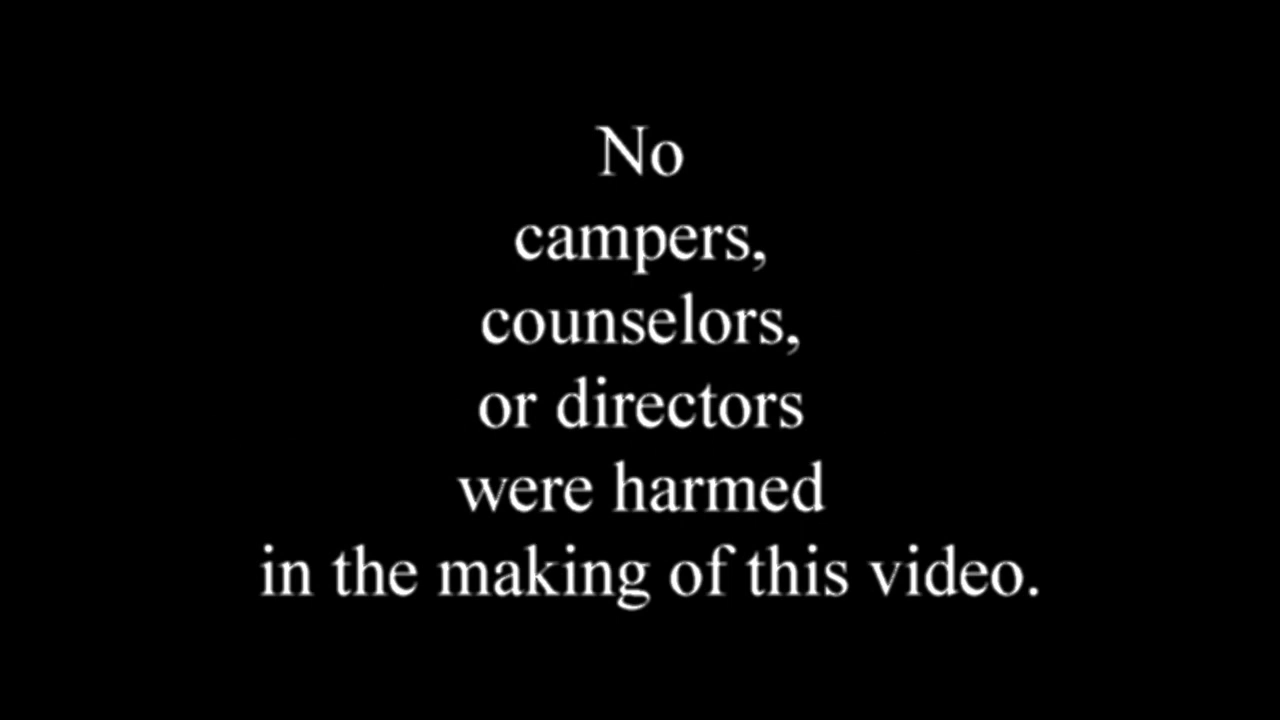 No
campers,
counselors,
or directors
were harmed
in the making of this video.